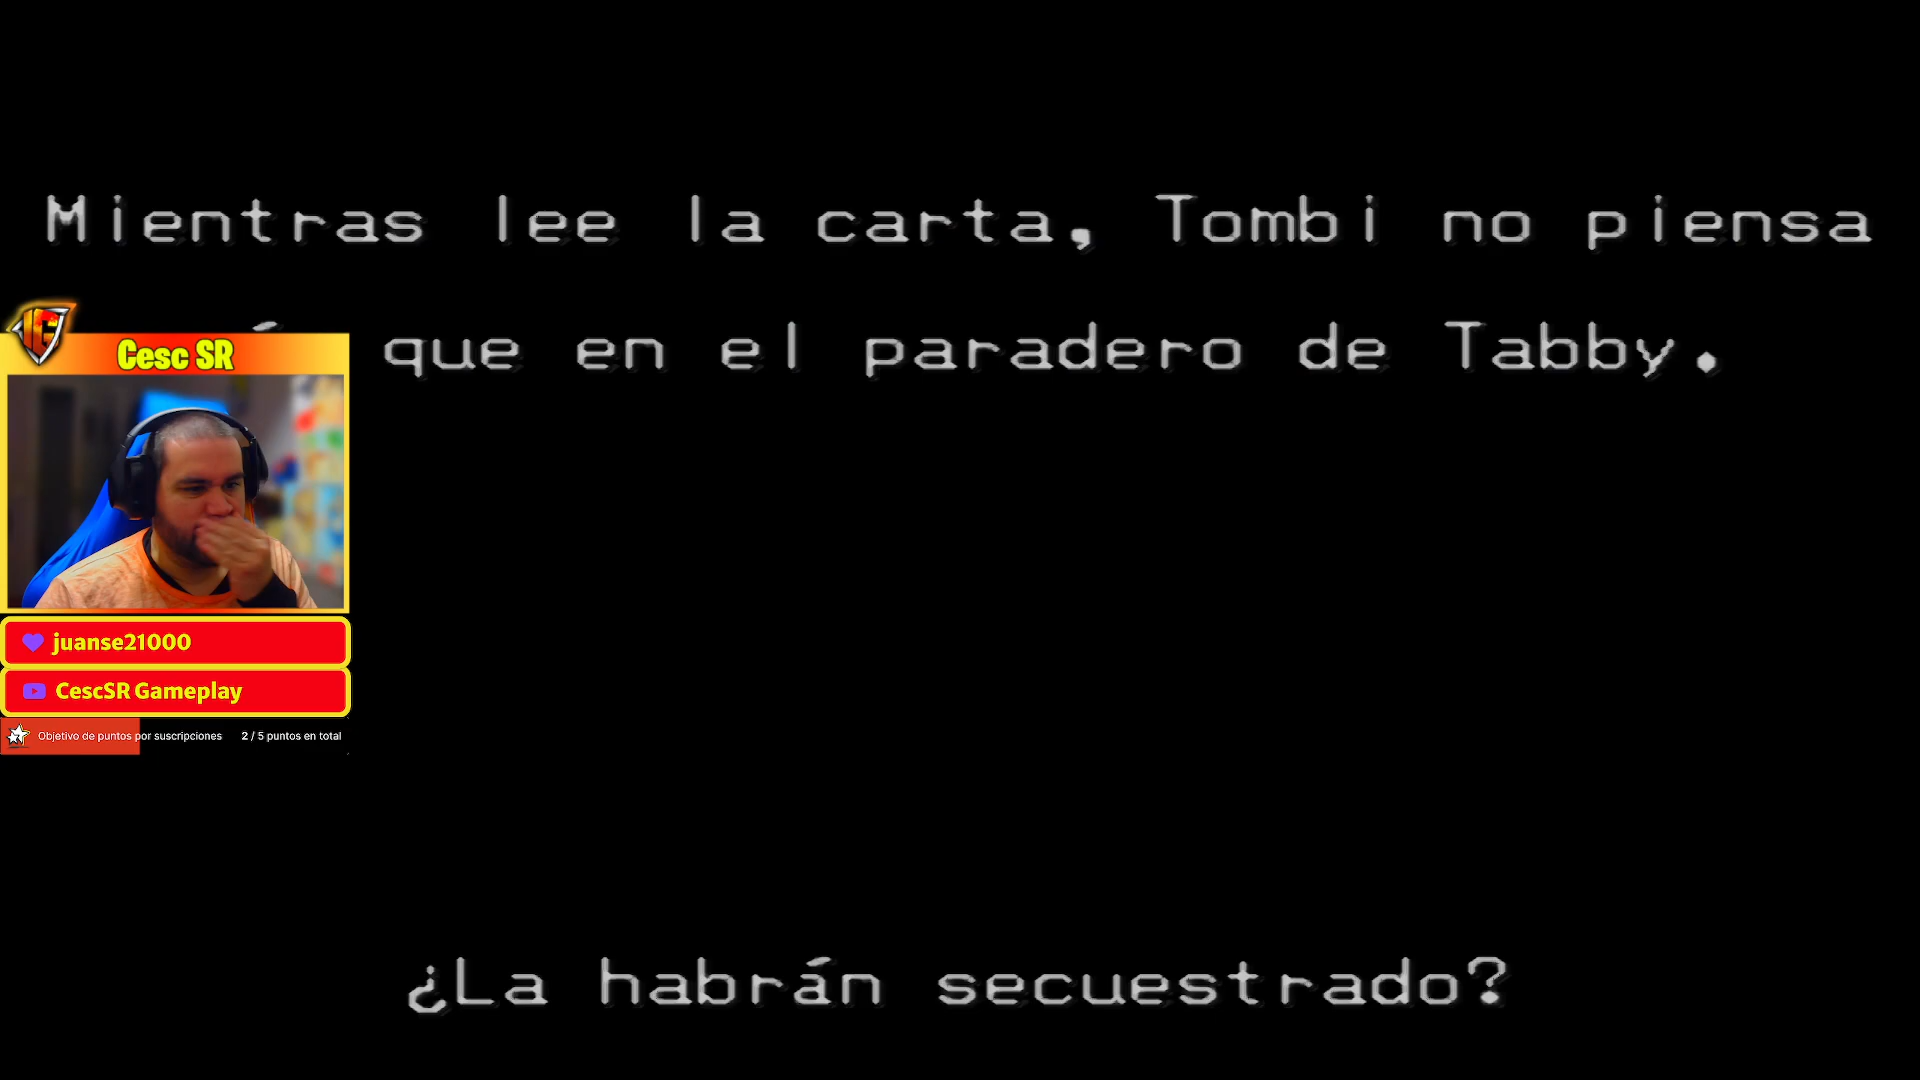 Mientras lee la carta, Tombi no piensa
que en el paradero de Tabby.
Cesc SR
juanse21000
CescSR Gameplay
Objetivo de puntos por suscripciones 2 / 5 puntos en total
¿La habrán secuestrado?